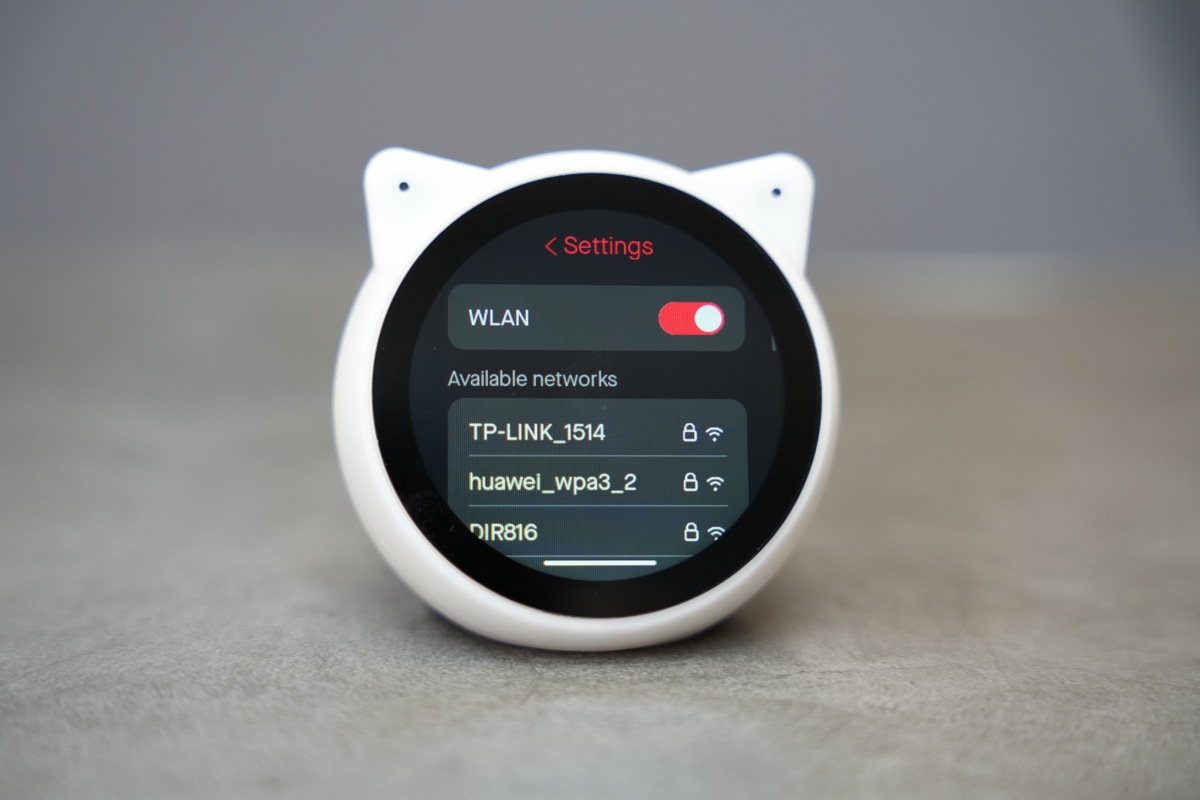 < Settings
WLAN
Available networks
TP-LINK_1514
huawei_wpa3_2
DIR816